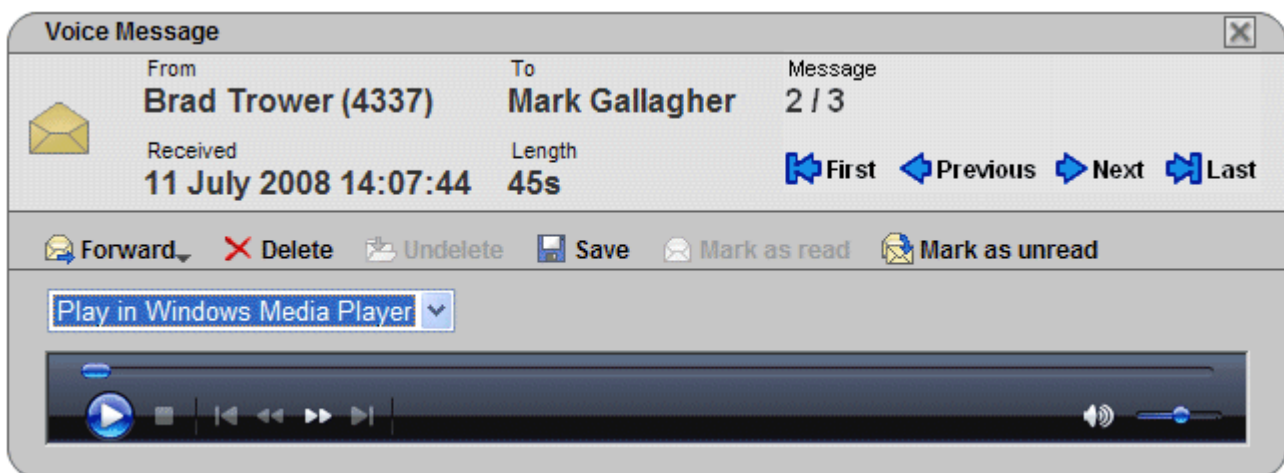 Voice Message
From To Message
Brad Trower (4337) Mark Gallagher 2 / 3
Received Length
11 July 2008 14:07:44 45s
First Previous Next Last
Forward Delete Undelete Save Mark as read Mark as unread
Play in Windows Media Player